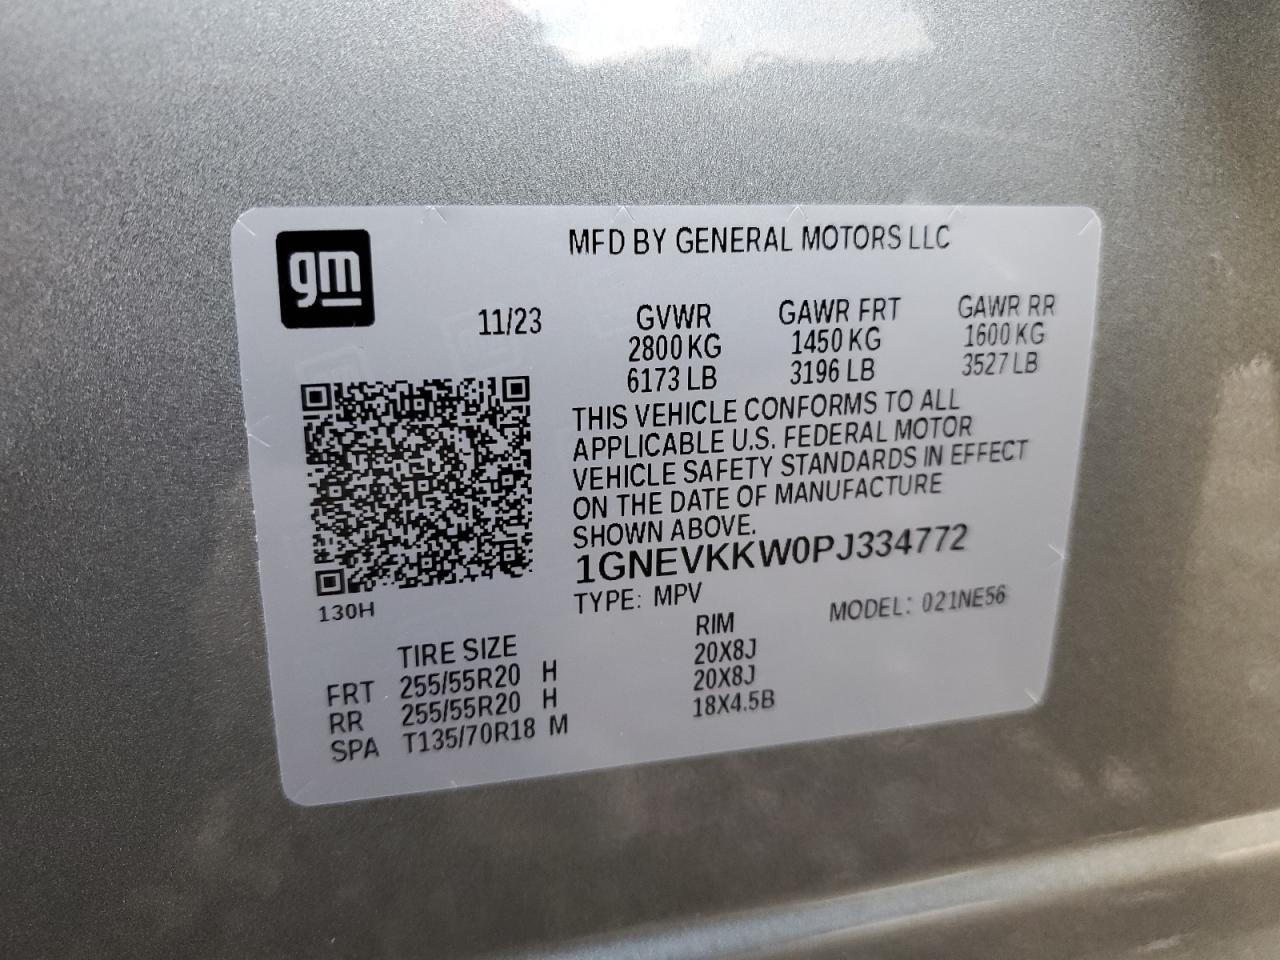 gm
MFD BY GENERAL MOTORS LLC
11/23
GVWR GAWR FRT GAWR RR
2800 KG 1450 KG 1600 KG
6173 LB 3196 LB 3527 LB
THIS VEHICLE CONFORMS TO ALL
APPLICABLE U.S. FEDERAL MOTOR
VEHICLE SAFETY STANDARDS IN EFFECT
ON THE DATE OF MANUFACTURE
SHOWN ABOVE.
1GNEVKKW0PJ334772
TYPE: MPV MODEL: 021NE56
130H
TIRE SIZE RIM
FRT 255/55R20 H 20X8J
RR 255/55R20 H 20X8J
SPA T135/70R18 M 18X4.5B